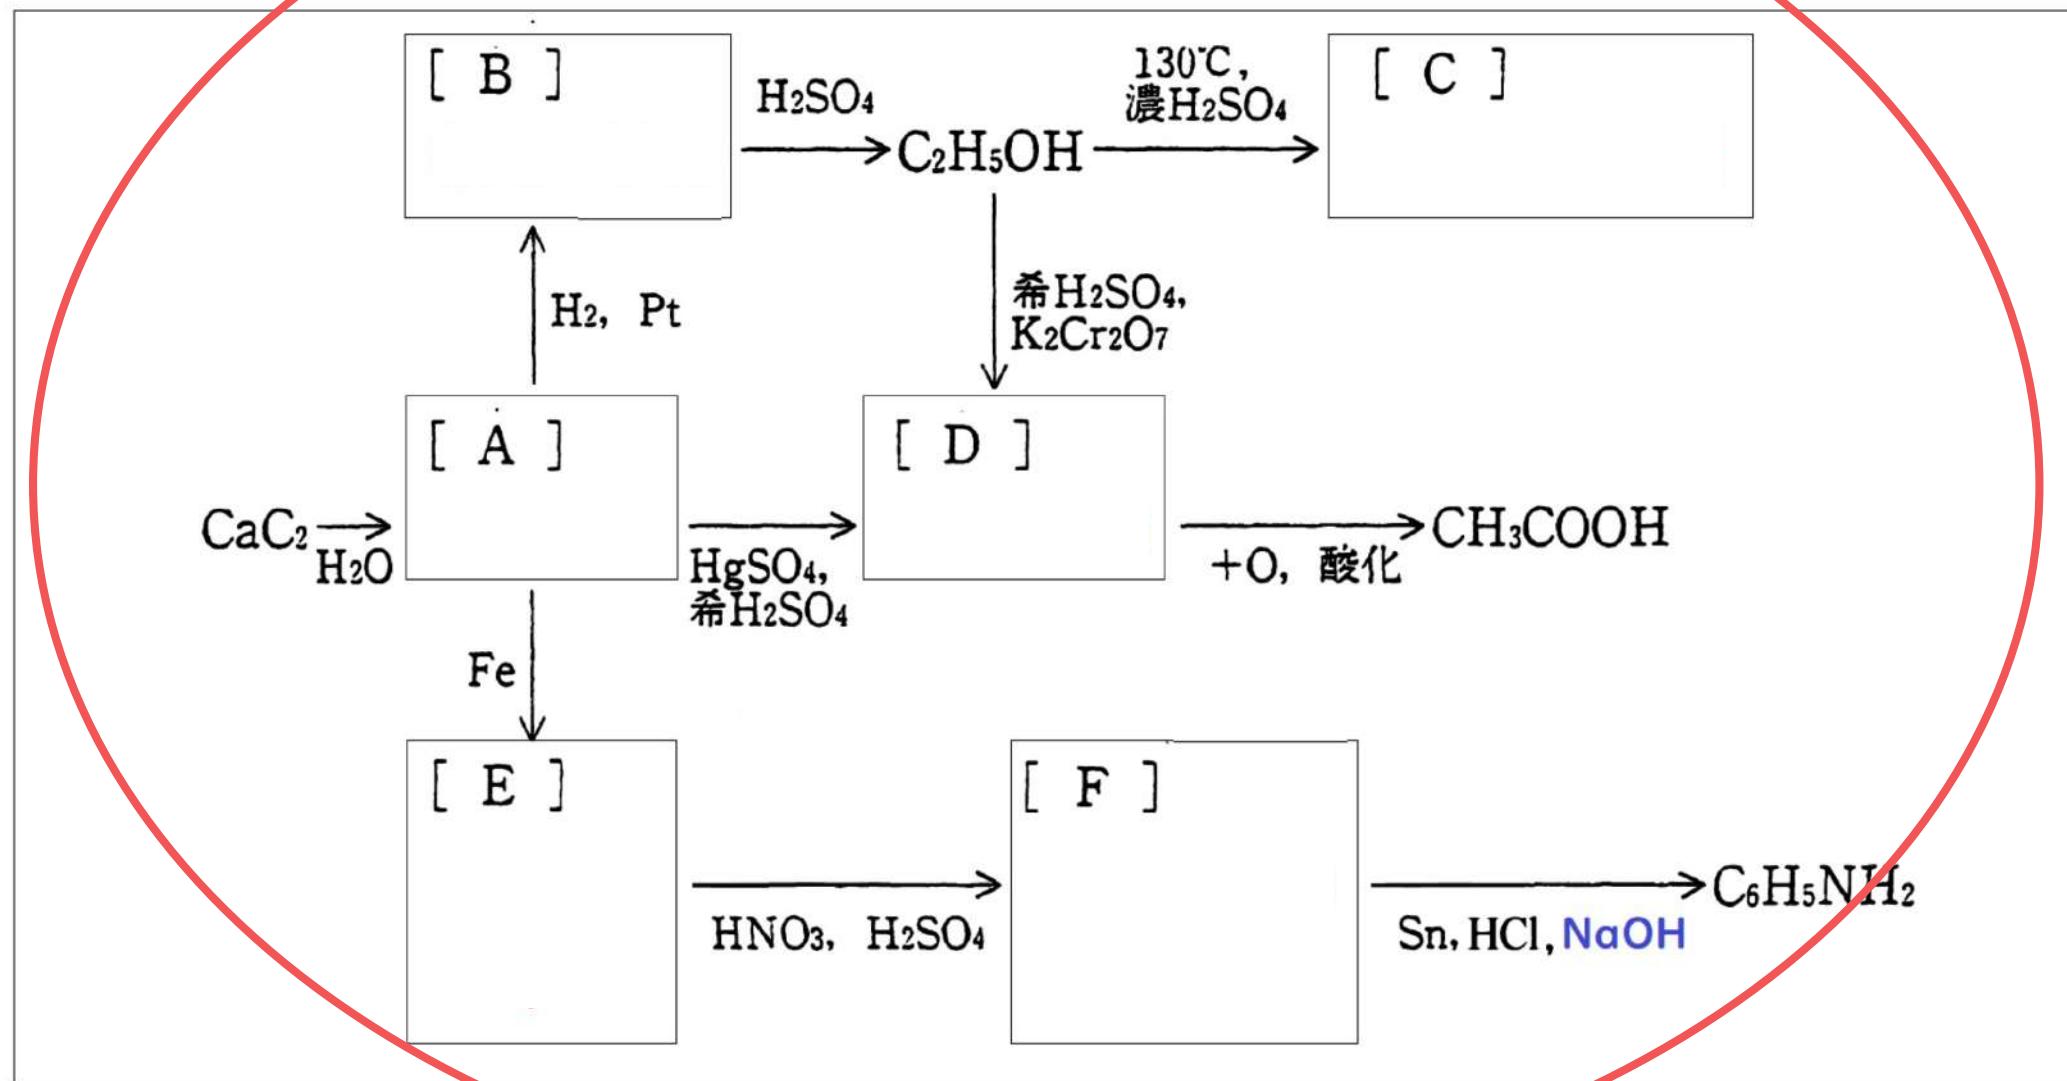 [ B ]
H₂SO₄
C₂H₅OH
130℃,
濃H₂SO₄
[ C ]
H₂, Pt
希H₂SO₄,
K₂Cr₂O₇
[ A ]
[ D ]
CaC₂
H₂O
HgSO₄,
希H₂SO₄
+O, 酸化
CH₃COOH
Fe
[ E ]
[ F ]
HNO₃, H₂SO₄
Sn, HCl, NaOH
C₆H₅NH₂